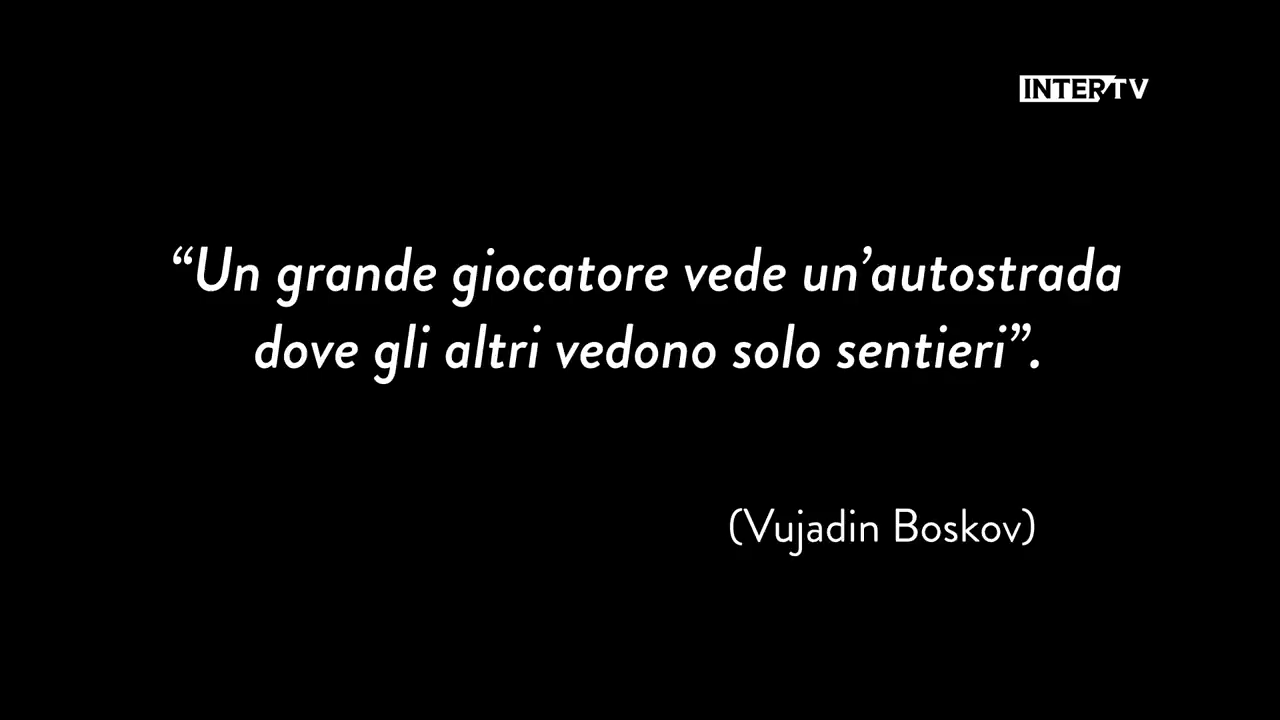 INTER TV
“Un grande giocatore vede un’autostrada
dove gli altri vedono solo sentieri”.
(Vujadin Boskov)